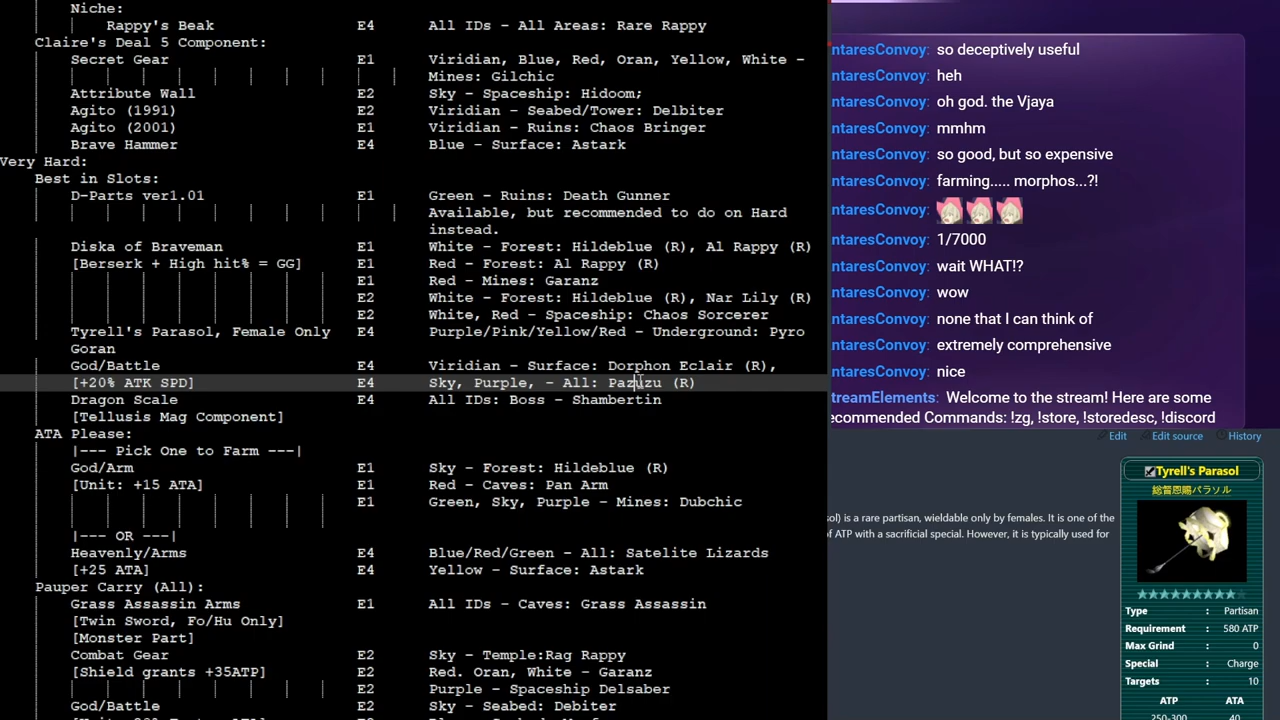 Niche:
Rappy's Beak E4 All IDs - All Areas: Rare Rappy
Claire's Deal 5 Component:
Secret Gear E1 Viridian, Blue, Red, Oran, Yellow, White -
Mines: Gilchic
Attribute Wall E2 Sky - Spaceship: Hidoom;
Agito (1991) E2 Viridian - Seabed/Tower: Delbiter
Agito (2001) E1 Viridian - Ruins: Chaos Bringer
Brave Hammer E4 Blue - Surface: Astark
Very Hard:
Best in Slots:
D-Parts ver1.01 E1 Green - Ruins: Death Gunner
Available, but recommended to do on Hard
instead.
Diska of Braveman E1 White - Forest: Hildeblue (R), Al Rappy (R)
[Berserk + High hit% = GG] E1 Red - Forest: Al Rappy (R)
E1 Red - Mines: Garanz
E2 White - Forest: Hildeblue (R), Nar Lily (R)
E2 White, Red - Spaceship: Chaos Sorcerer
Tyrell's Parasol, Female Only E4 Purple/Pink/Yellow/Red - Underground: Pyro
Goran
God/Battle E4 Viridian - Surface: Dorphon Eclair (R),
[+20% ATK SPD] E4 Sky, Purple, - All: Pazuzu (R)
Dragon Scale E4 All IDs: Boss - Shambertin
[Tellusis Mag Component]
ATA Please:
|--- Pick One to Farm ---|
God/Arm E1 Sky - Forest: Hildeblue (R)
[Unit: +15 ATA] E1 Red - Caves: Pan Arm
E1 Green, Sky, Purple - Mines: Dubchic
|--- OR ---|
Heavenly/Arms E4 Blue/Red/Green - All: Satelite Lizards
[+25 ATA] E4 Yellow - Surface: Astark
Pauper Carry (All):
Grass Assassin Arms E1 All IDs - Caves: Grass Assassin
[Twin Sword, Fo/Hu Only]
[Monster Part]
Combat Gear E2 Sky - Temple:Rag Rappy
[Shield grants +35ATP] E2 Red. Oran, White - Garanz
E2 Purple - Spaceship Delsaber
God/Battle E2 Sky - Seabed: Debiter
ntaresConvoy: so deceptively useful
ntaresConvoy: heh
ntaresConvoy: oh god. the Vjaya
ntaresConvoy: mmhm
ntaresConvoy: so good, but so expensive
ntaresConvoy: farming..... morphos...?!
ntaresConvoy:
ntaresConvoy: 1/7000
ntaresConvoy: wait WHAT!?
ntaresConvoy: wow
ntaresConvoy: none that I can think of
ntaresConvoy: extremely comprehensive
ntaresConvoy: nice
treamElements: Welcome to the stream! Here are some
ecommended Commands: !zg, !store, !storedesc, !discord
Edit Edit source History
Tyrell's Parasol
総督恩賜パラソル
sol) is a rare partisan, wieldable only by females. It is one of the
f ATP with a sacrificial special. However, it is typically used for
Type : Partisan
Requirement : 580 ATP
Max Grind : 0
Special : Charge
Targets : 10
ATP ATA
250-300 40